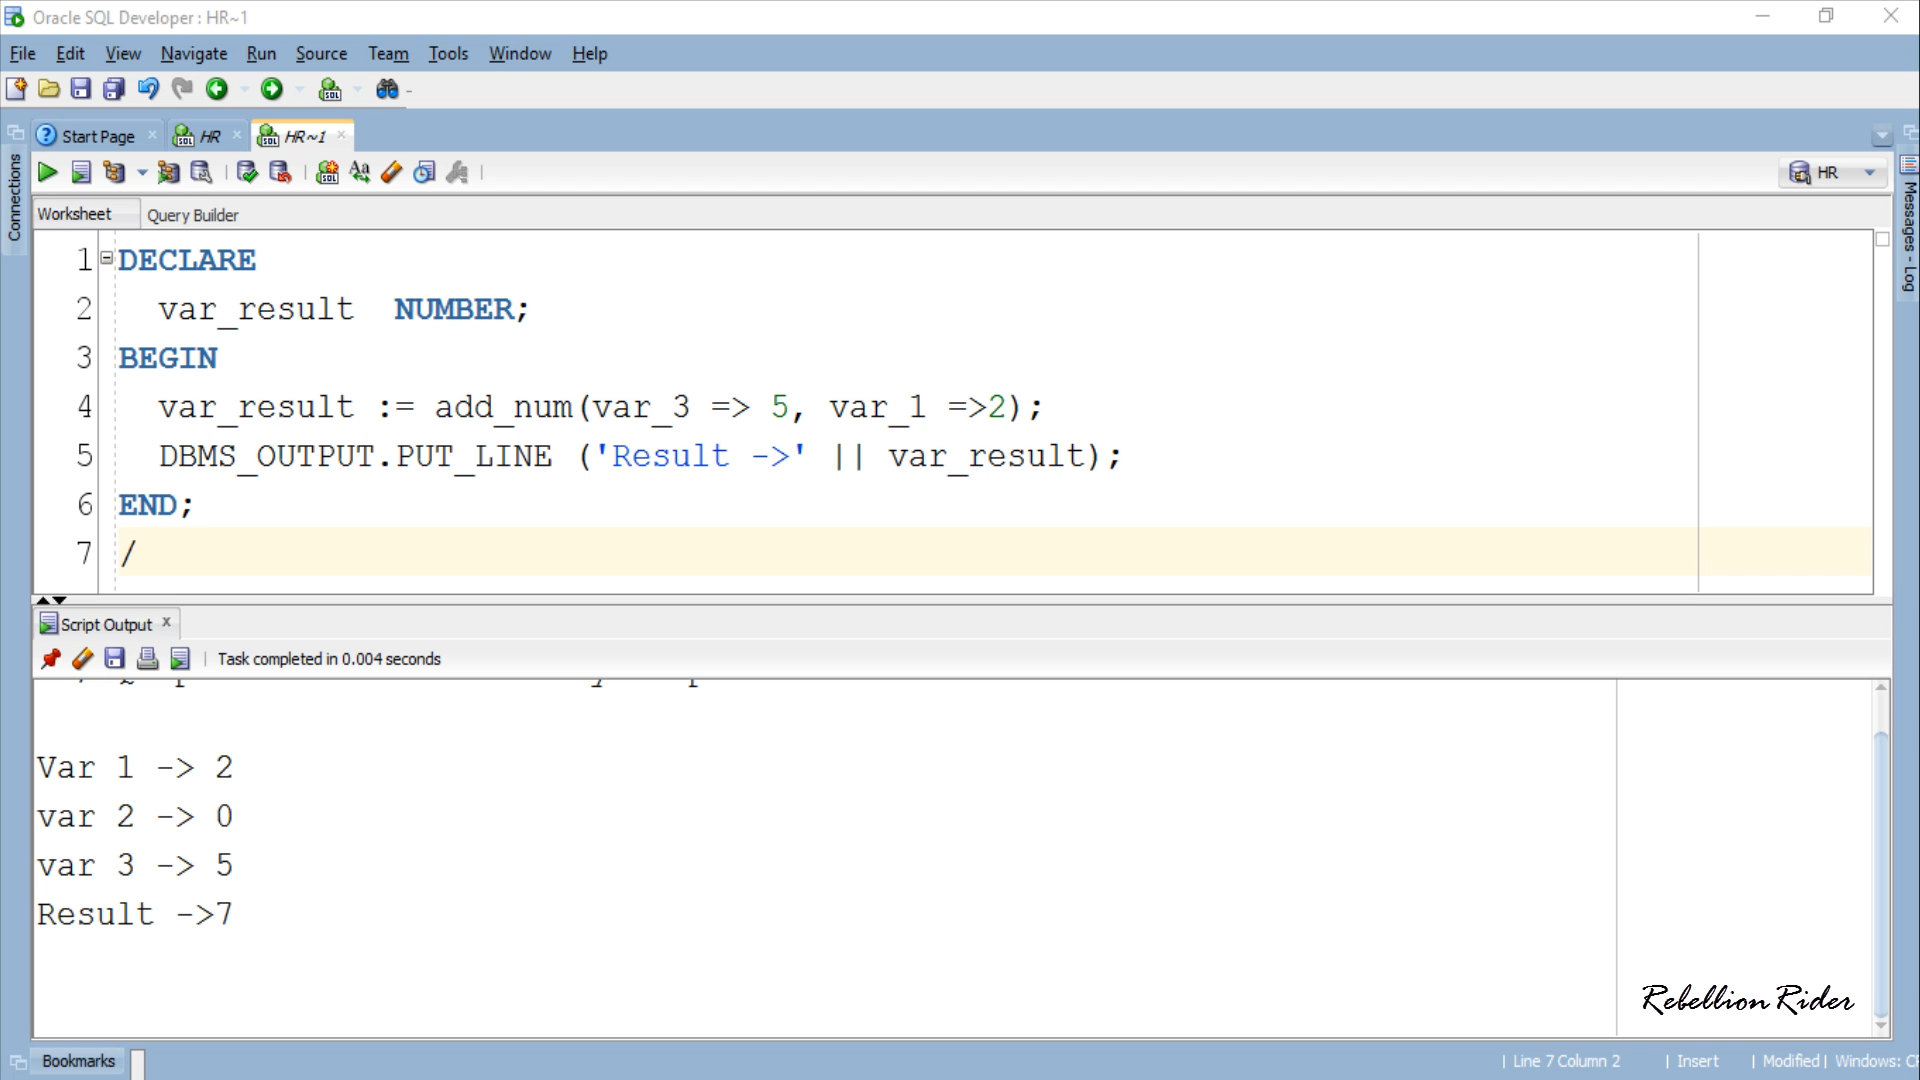 Oracle SQL Developer : HR~1
File Edit View Navigate Run Source Team Tools Window Help
Start Page HR HR~1
Connections
HR
Messages - Log
Worksheet Query Builder
1 DECLARE
2 var_result NUMBER;
3 BEGIN
4 var_result := add_num(var_3 => 5, var_1 =>2);
5 DBMS_OUTPUT.PUT_LINE ('Result ->' || var_result);
6 END;
7 /
Script Output
Task completed in 0.004 seconds
Var 1 -> 2
var 2 -> 0
var 3 -> 5
Result ->7
Rebellion Rider
Bookmarks
Line 7 Column 2 | Insert | Modified | Windows: